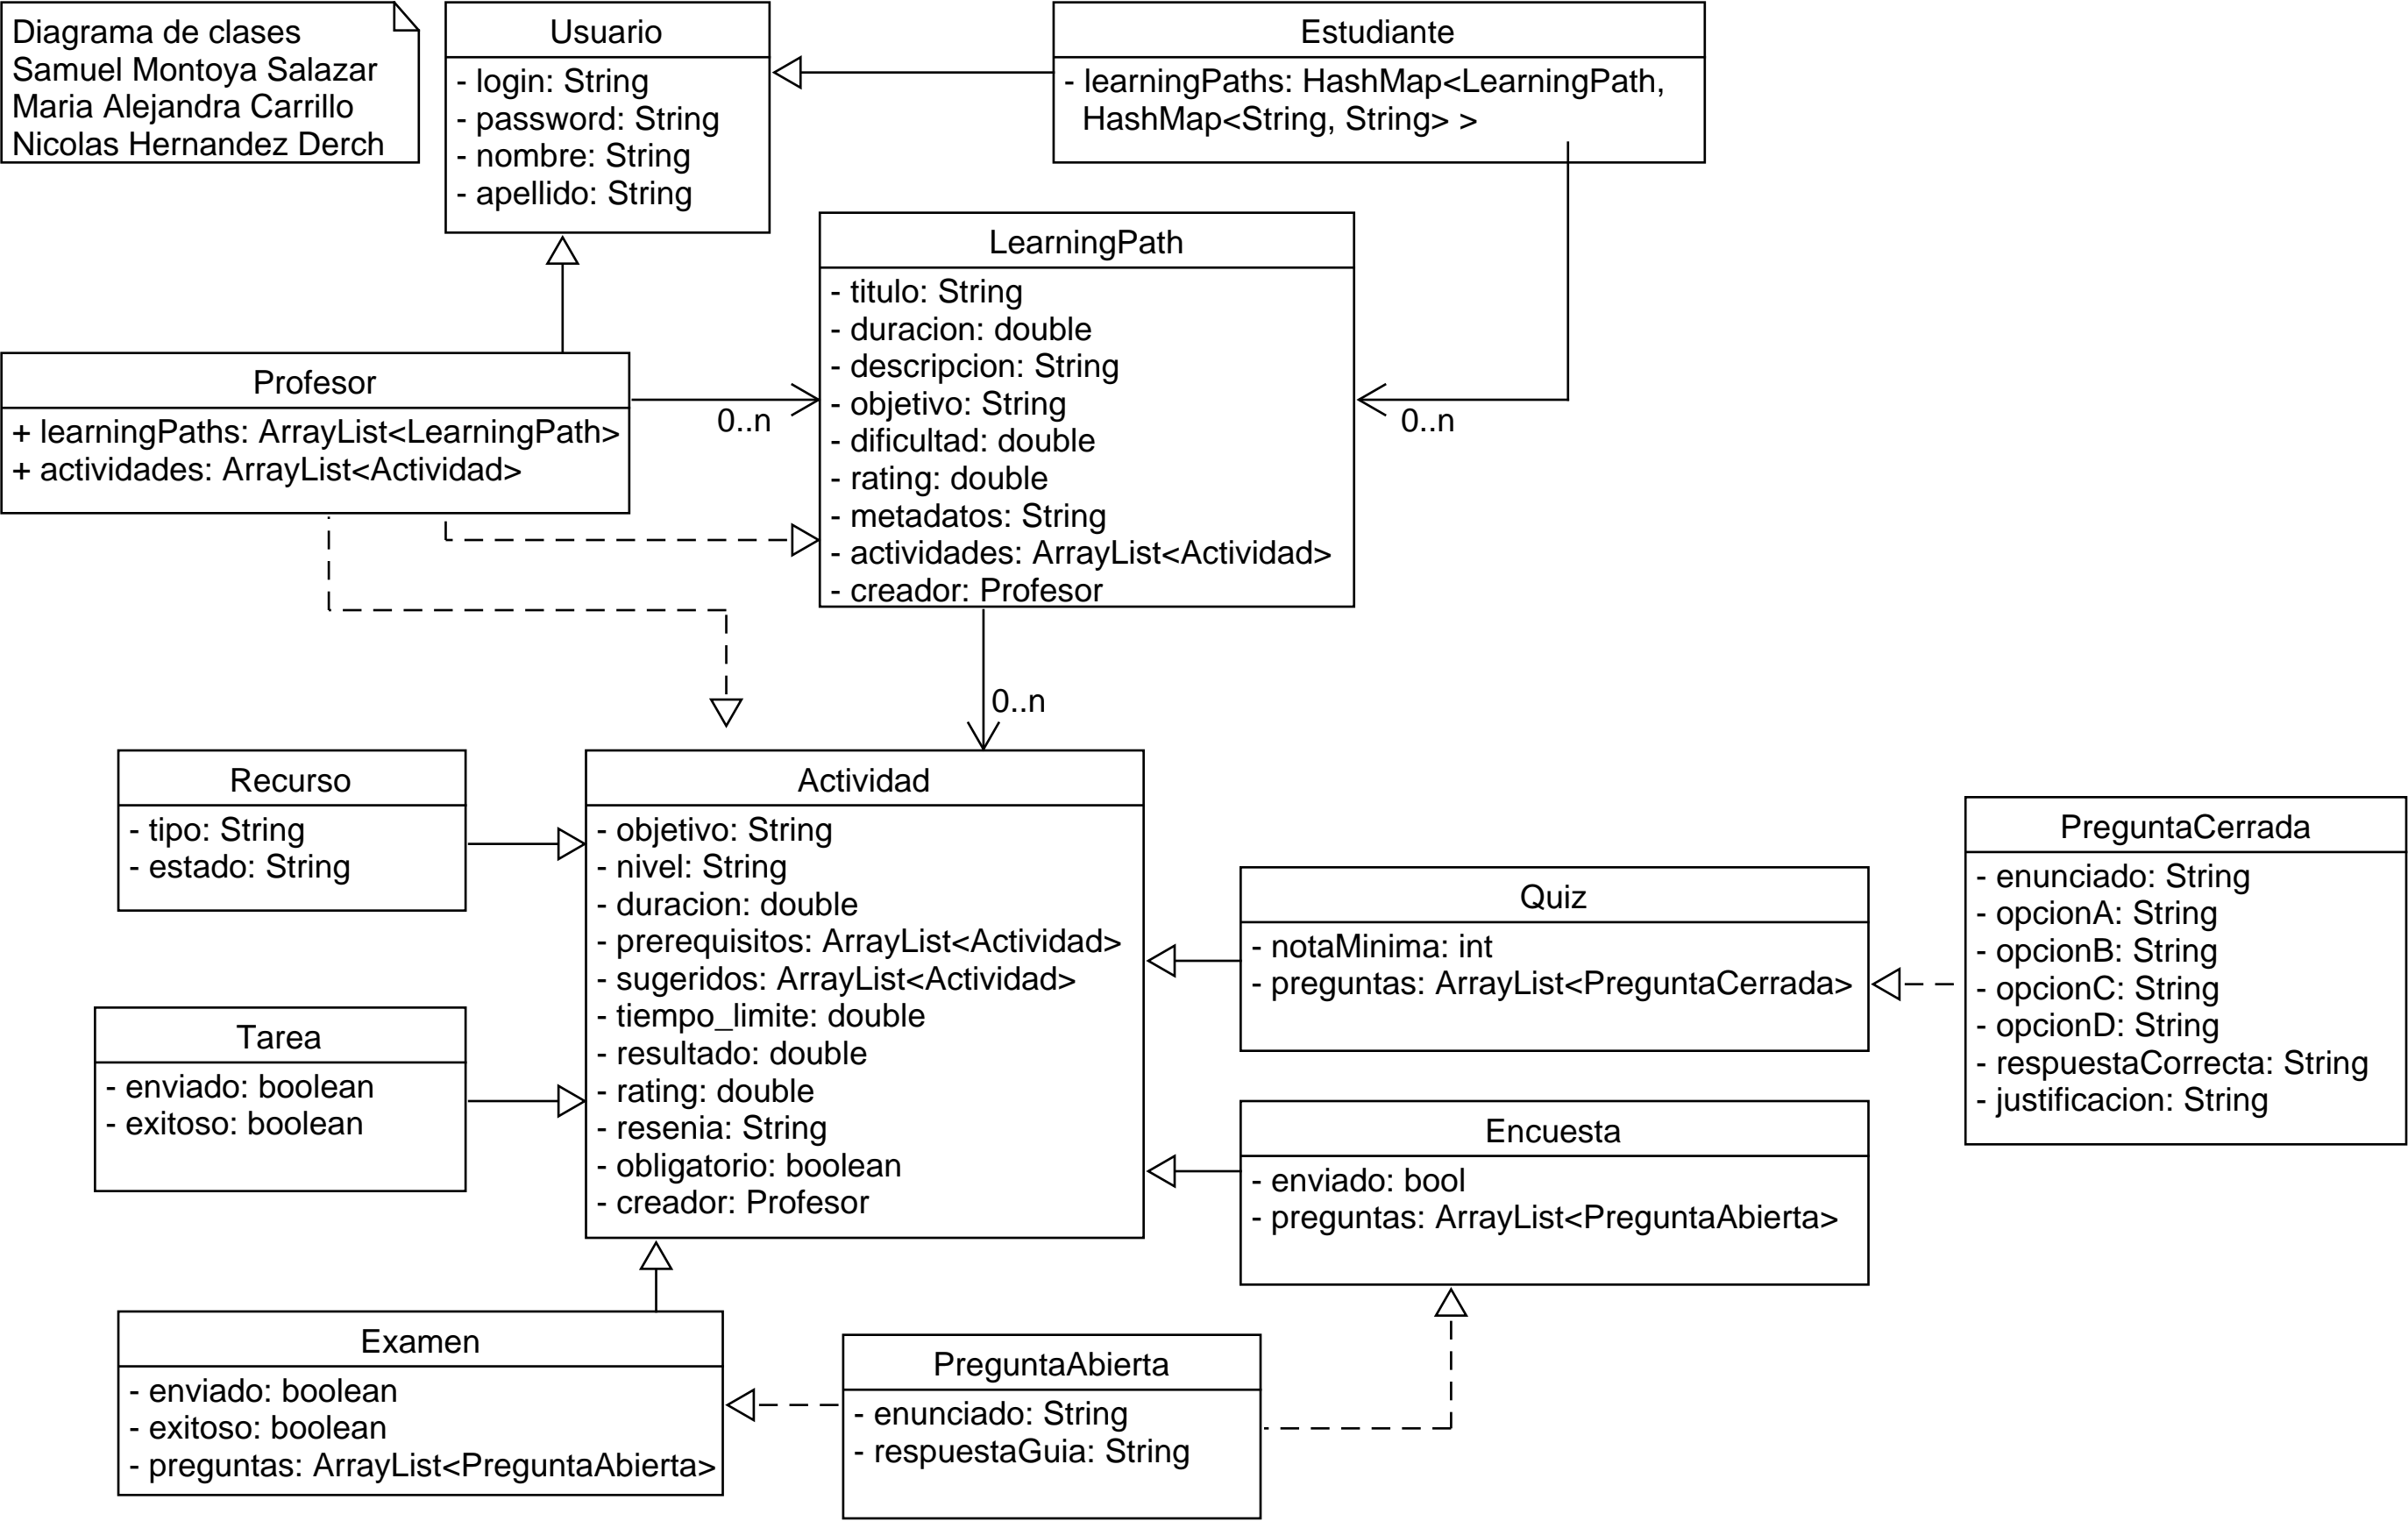 Diagrama de clases
Samuel Montoya Salazar
Maria Alejandra Carrillo
Nicolas Hernandez Derch
Usuario
- login: String
- password: String
- nombre: String
- apellido: String
Estudiante
- learningPaths: HashMap<LearningPath,
HashMap<String, String> >
LearningPath
- titulo: String
- duracion: double
- descripcion: String
- objetivo: String
- dificultad: double
- rating: double
- metadatos: String
- actividades: ArrayList<Actividad>
- creador: Profesor
Profesor
+ learningPaths: ArrayList<LearningPath>
+ actividades: ArrayList<Actividad>
0..n
0..n
0..n
Recurso
- tipo: String
- estado: String
Actividad
- objetivo: String
- nivel: String
- duracion: double
- prerequisitos: ArrayList<Actividad>
- sugeridos: ArrayList<Actividad>
- tiempo_limite: double
- resultado: double
- rating: double
- resenia: String
- obligatorio: boolean
- creador: Profesor
PreguntaCerrada
- enunciado: String
- opcionA: String
- opcionB: String
- opcionC: String
- opcionD: String
- respuestaCorrecta: String
- justificacion: String
Quiz
- notaMinima: int
- preguntas: ArrayList<PreguntaCerrada>
Tarea
- enviado: boolean
- exitoso: boolean
Encuesta
- enviado: bool
- preguntas: ArrayList<PreguntaAbierta>
Examen
- enviado: boolean
- exitoso: boolean
- preguntas: ArrayList<PreguntaAbierta>
PreguntaAbierta
- enunciado: String
- respuestaGuia: String